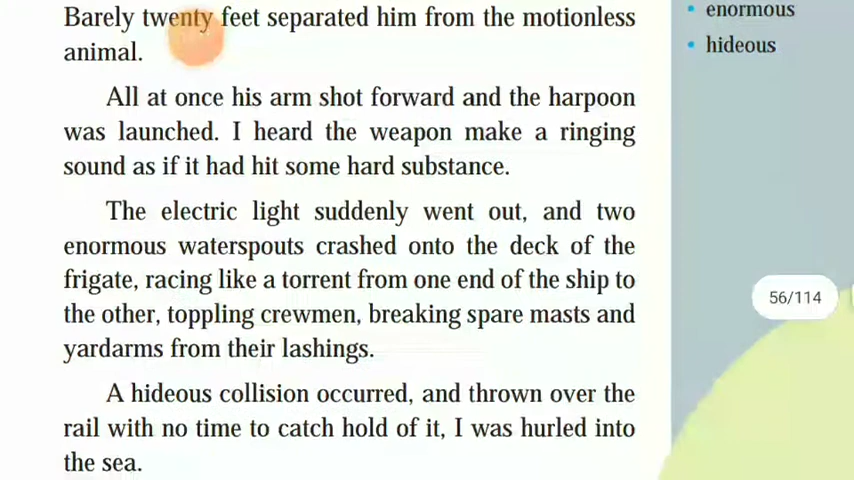 Barely twenty feet separated him from the motionless
animal.
All at once his arm shot forward and the harpoon
was launched. I heard the weapon make a ringing
sound as if it had hit some hard substance.
The electric light suddenly went out, and two
enormous waterspouts crashed onto the deck of the
frigate, racing like a torrent from one end of the ship to
the other, toppling crewmen, breaking spare masts and
yardarms from their lashings.
A hideous collision occurred, and thrown over the
rail with no time to catch hold of it, I was hurled into
the sea.
• enormous
• hideous
56/114